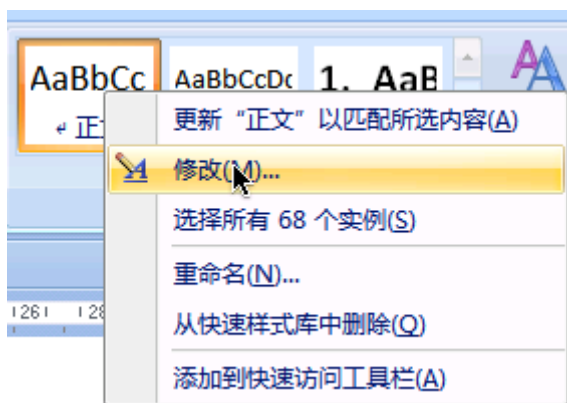 AaBbCc AaBbCcDc 1. AaB
正
更新“正文”以匹配所选内容(A)
修改(M)...
选择所有 68 个实例(S)
重命名(N)...
从快速样式库中删除(Q)
添加到快速访问工具栏(A)
26 28